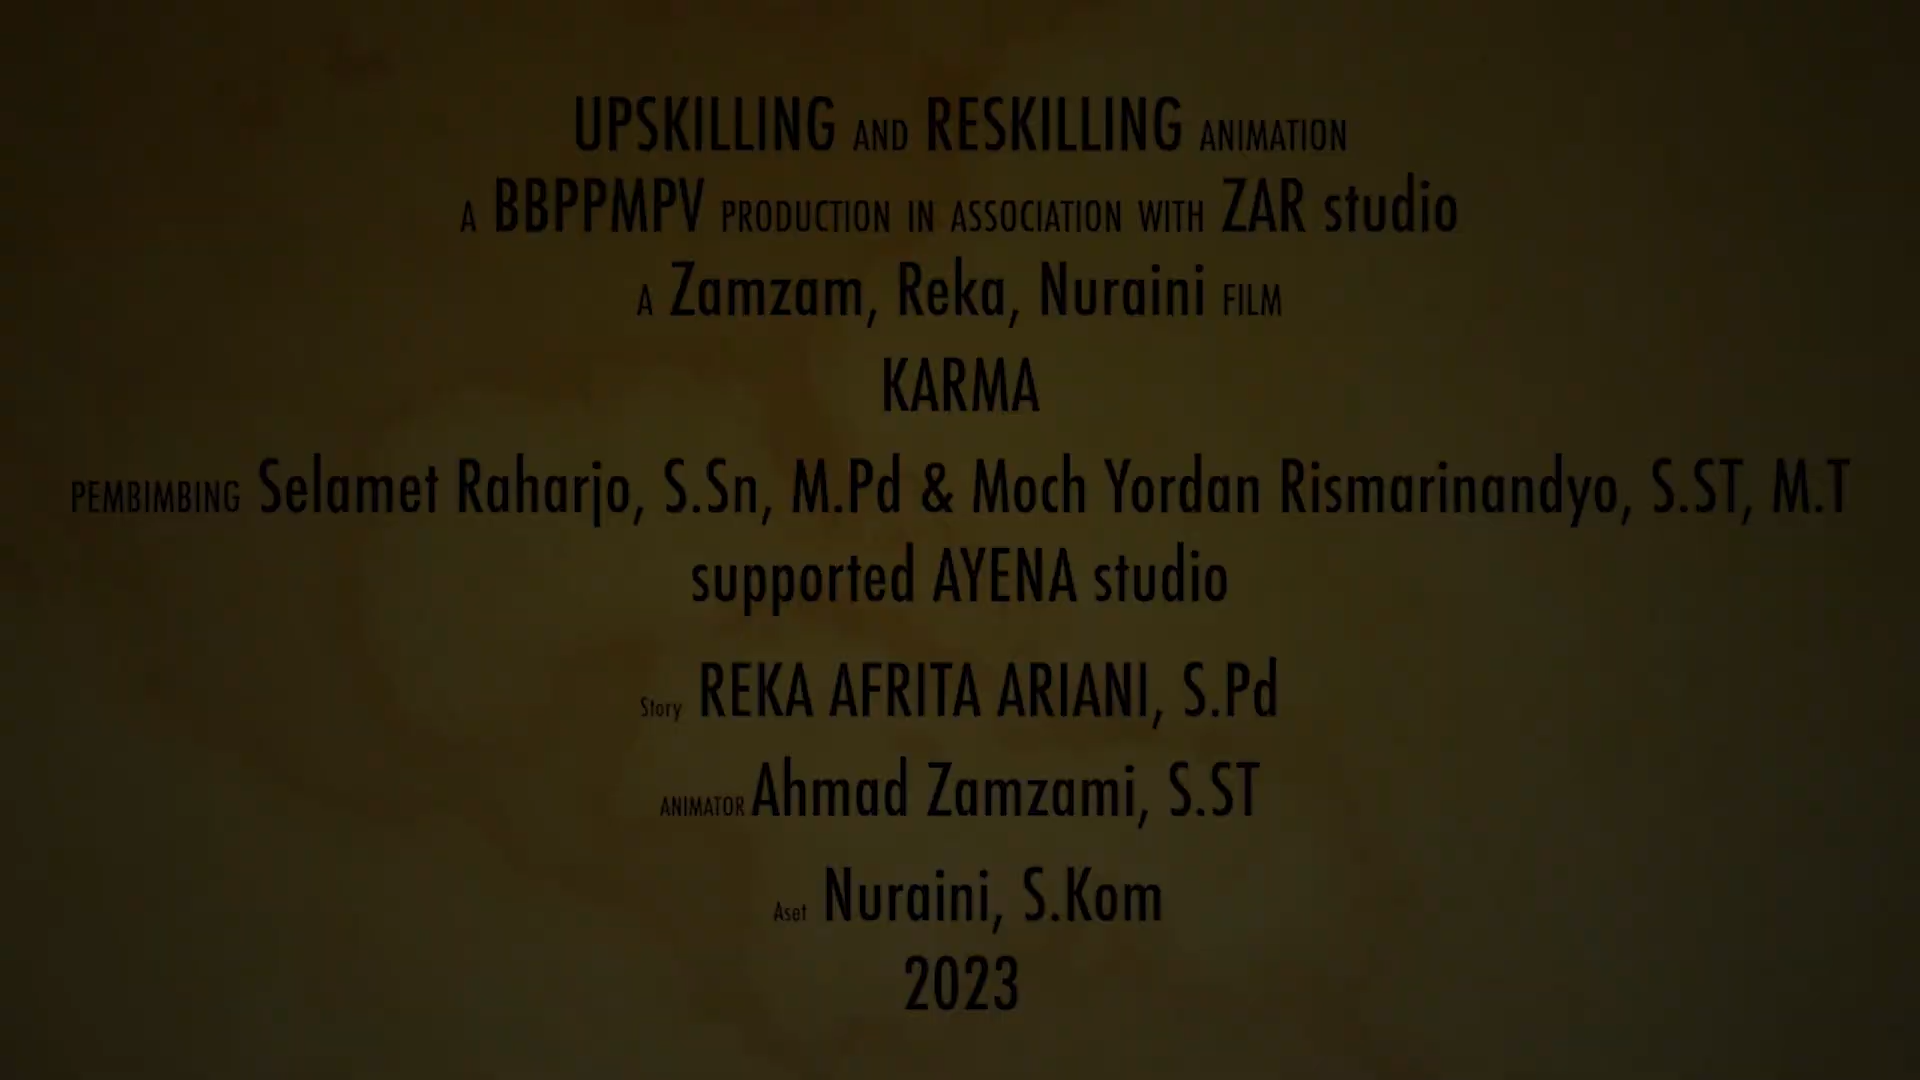 UPSKILLING AND RESKILLING ANIMATION
A BBPPMPV PRODUCTION IN ASSOCIATION WITH ZAR studio
A Zamzam, Reka, Nuraini FILM
KARMA
PEMBIMBING Selamet Raharjo, S.Sn, M.Pd & Moch Yordan Rismarinandyo, S.ST, M.T
supported AYENA studio
Story REKA AFRITA ARIANI, S.Pd
ANIMATOR Ahmad Zamzami, S.ST
Aset Nuraini, S.Kom
2023